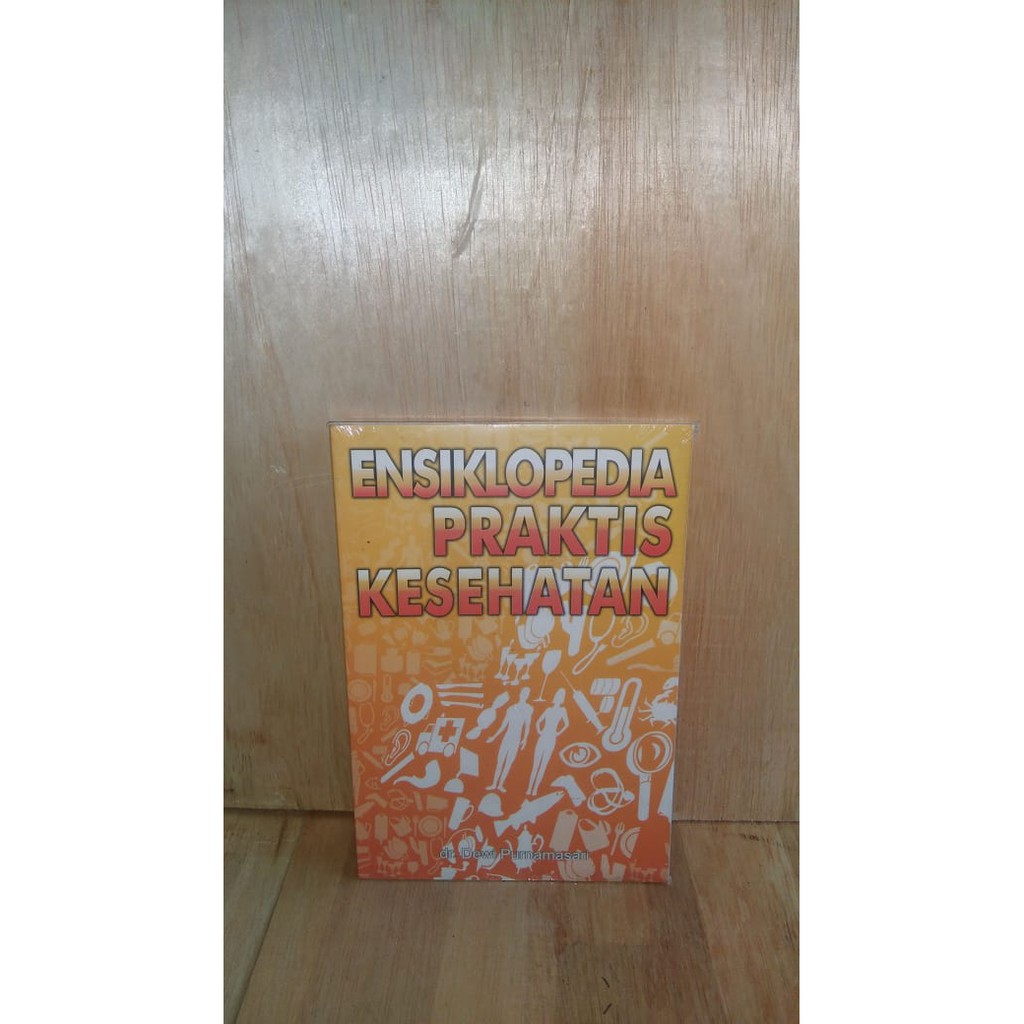 ENSIKLOPEDIA
PRAKTIS
KESEHATAN
dr. Dewi Purnamasari